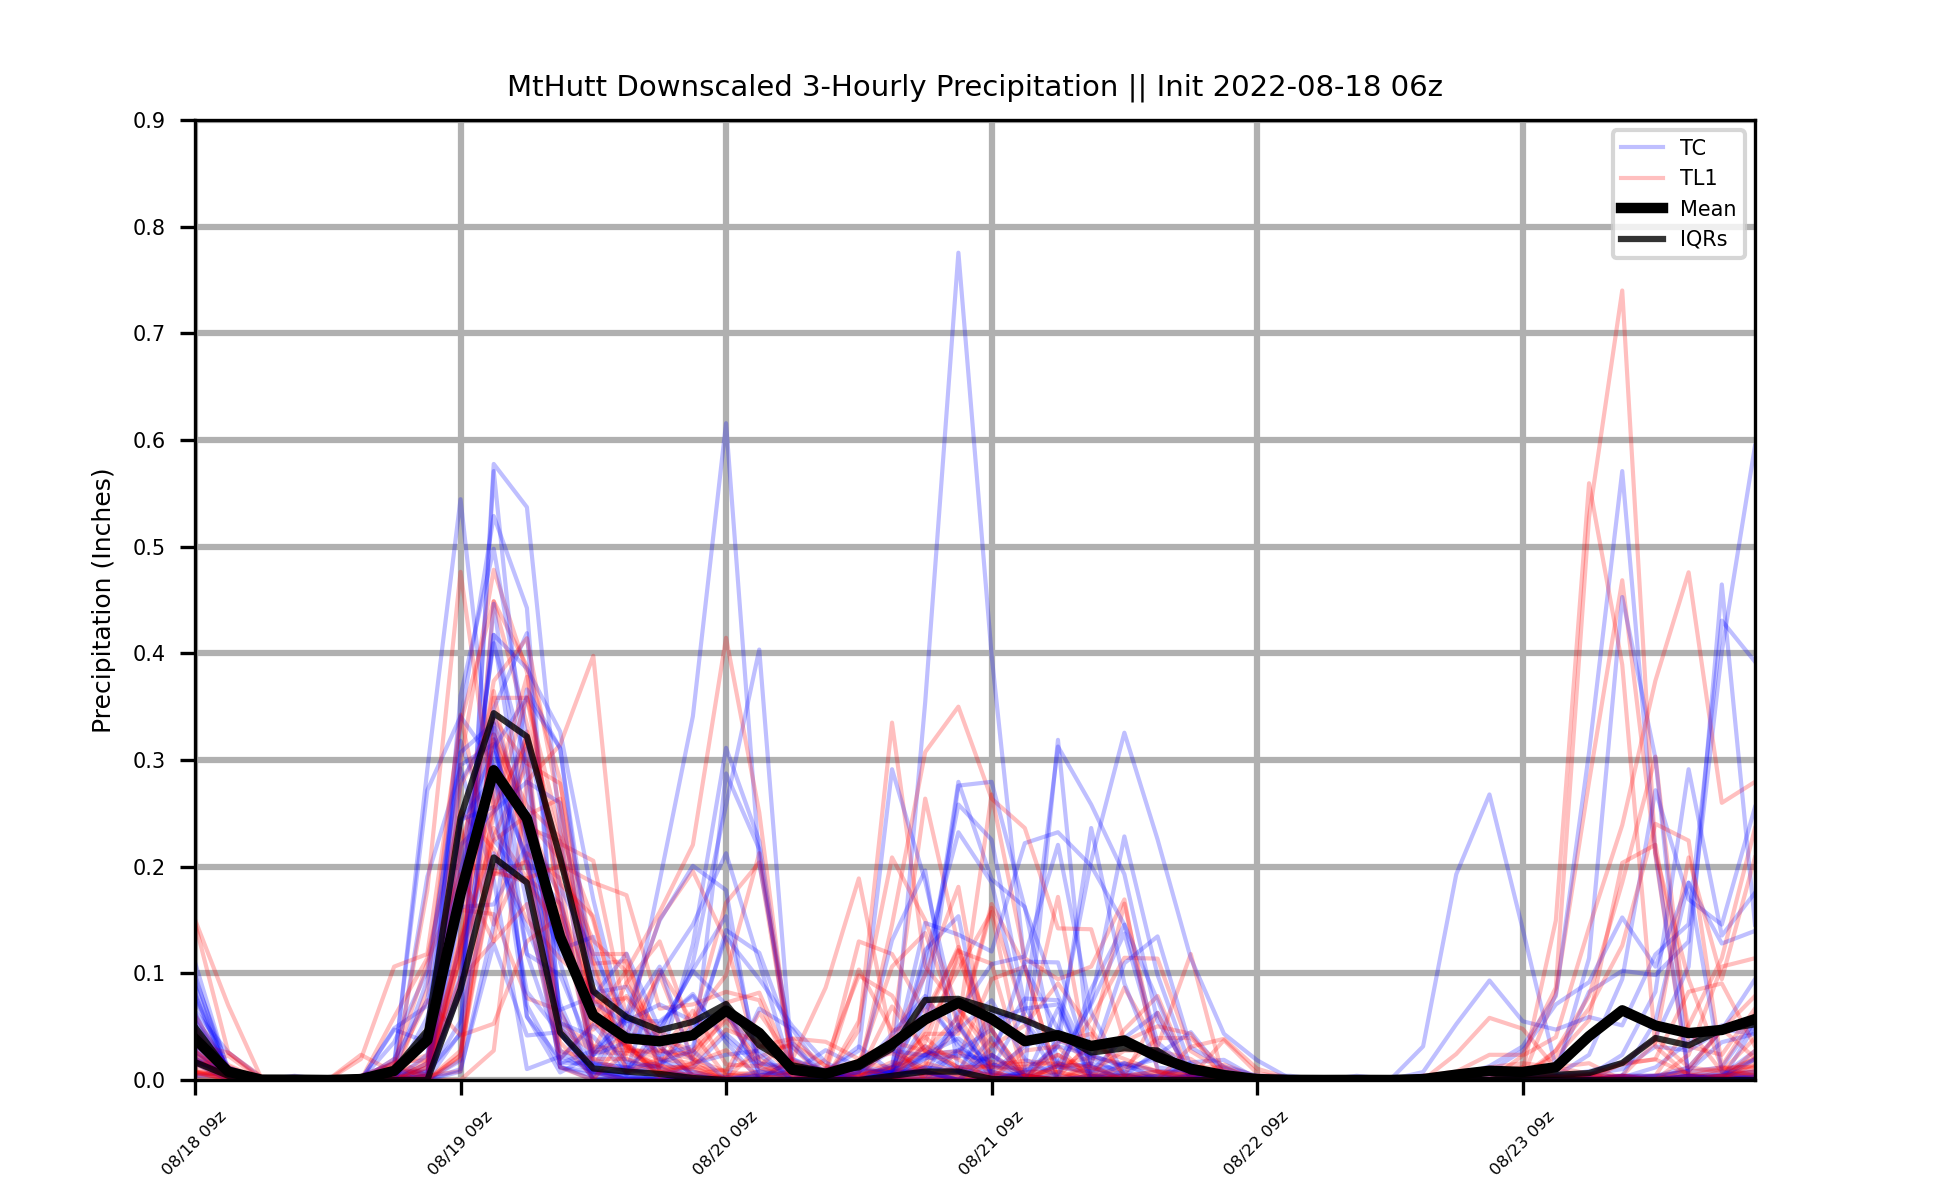 MtHutt Downscaled 3-Hourly Precipitation || Init 2022-08-18 06z
Precipitation (Inches)
0.9
0.8
0.7
0.6
0.5
0.4
0.3
0.2
0.1
0.0
TC
TL1
Mean
IQRs
08/18 09z
08/19 09z
08/20 09z
08/21 09z
08/22 09z
08/23 09z